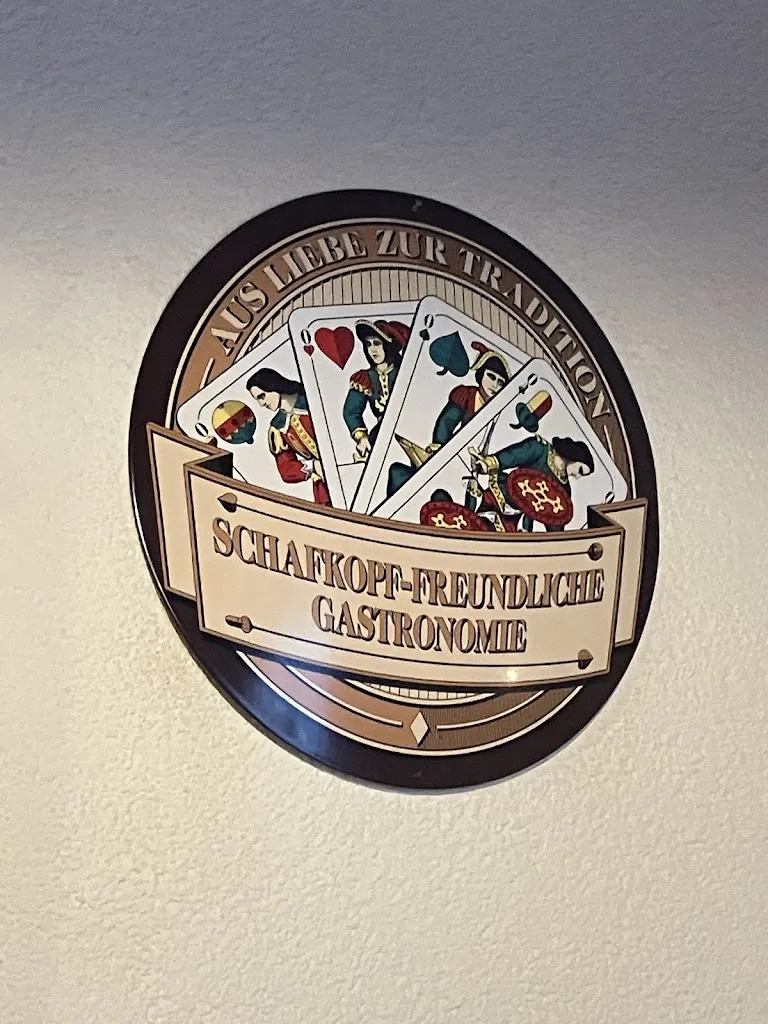 AUS LIEBE ZUR TRADITION
O
O
O
O
SCHAFKOPF-FREUNDLICHE
GASTRONOMIE